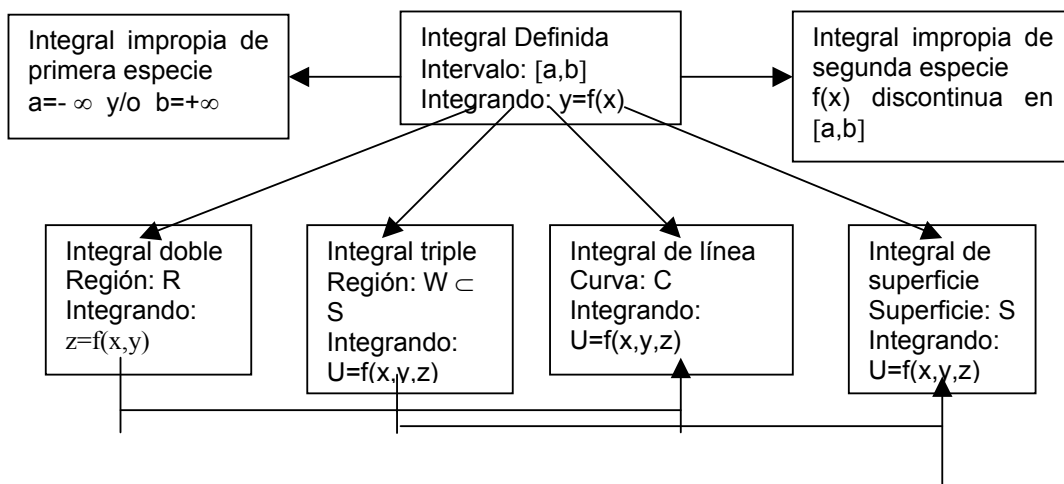 Integral impropia de
primera especie
a=- ∞ y/o b=+∞
Integral Definida
Intervalo: [a,b]
Integrando: y=f(x)
Integral impropia de
segunda especie
f(x) discontinua en
[a,b]
Integral doble
Región: R
Integrando:
z=f(x,y)
Integral triple
Región: W ⊂
S
Integrando:
U=f(x,y,z)
Integral de línea
Curva: C
Integrando:
U=f(x,y,z)
Integral de
superficie
Superficie: S
Integrando:
U=f(x,y,z)